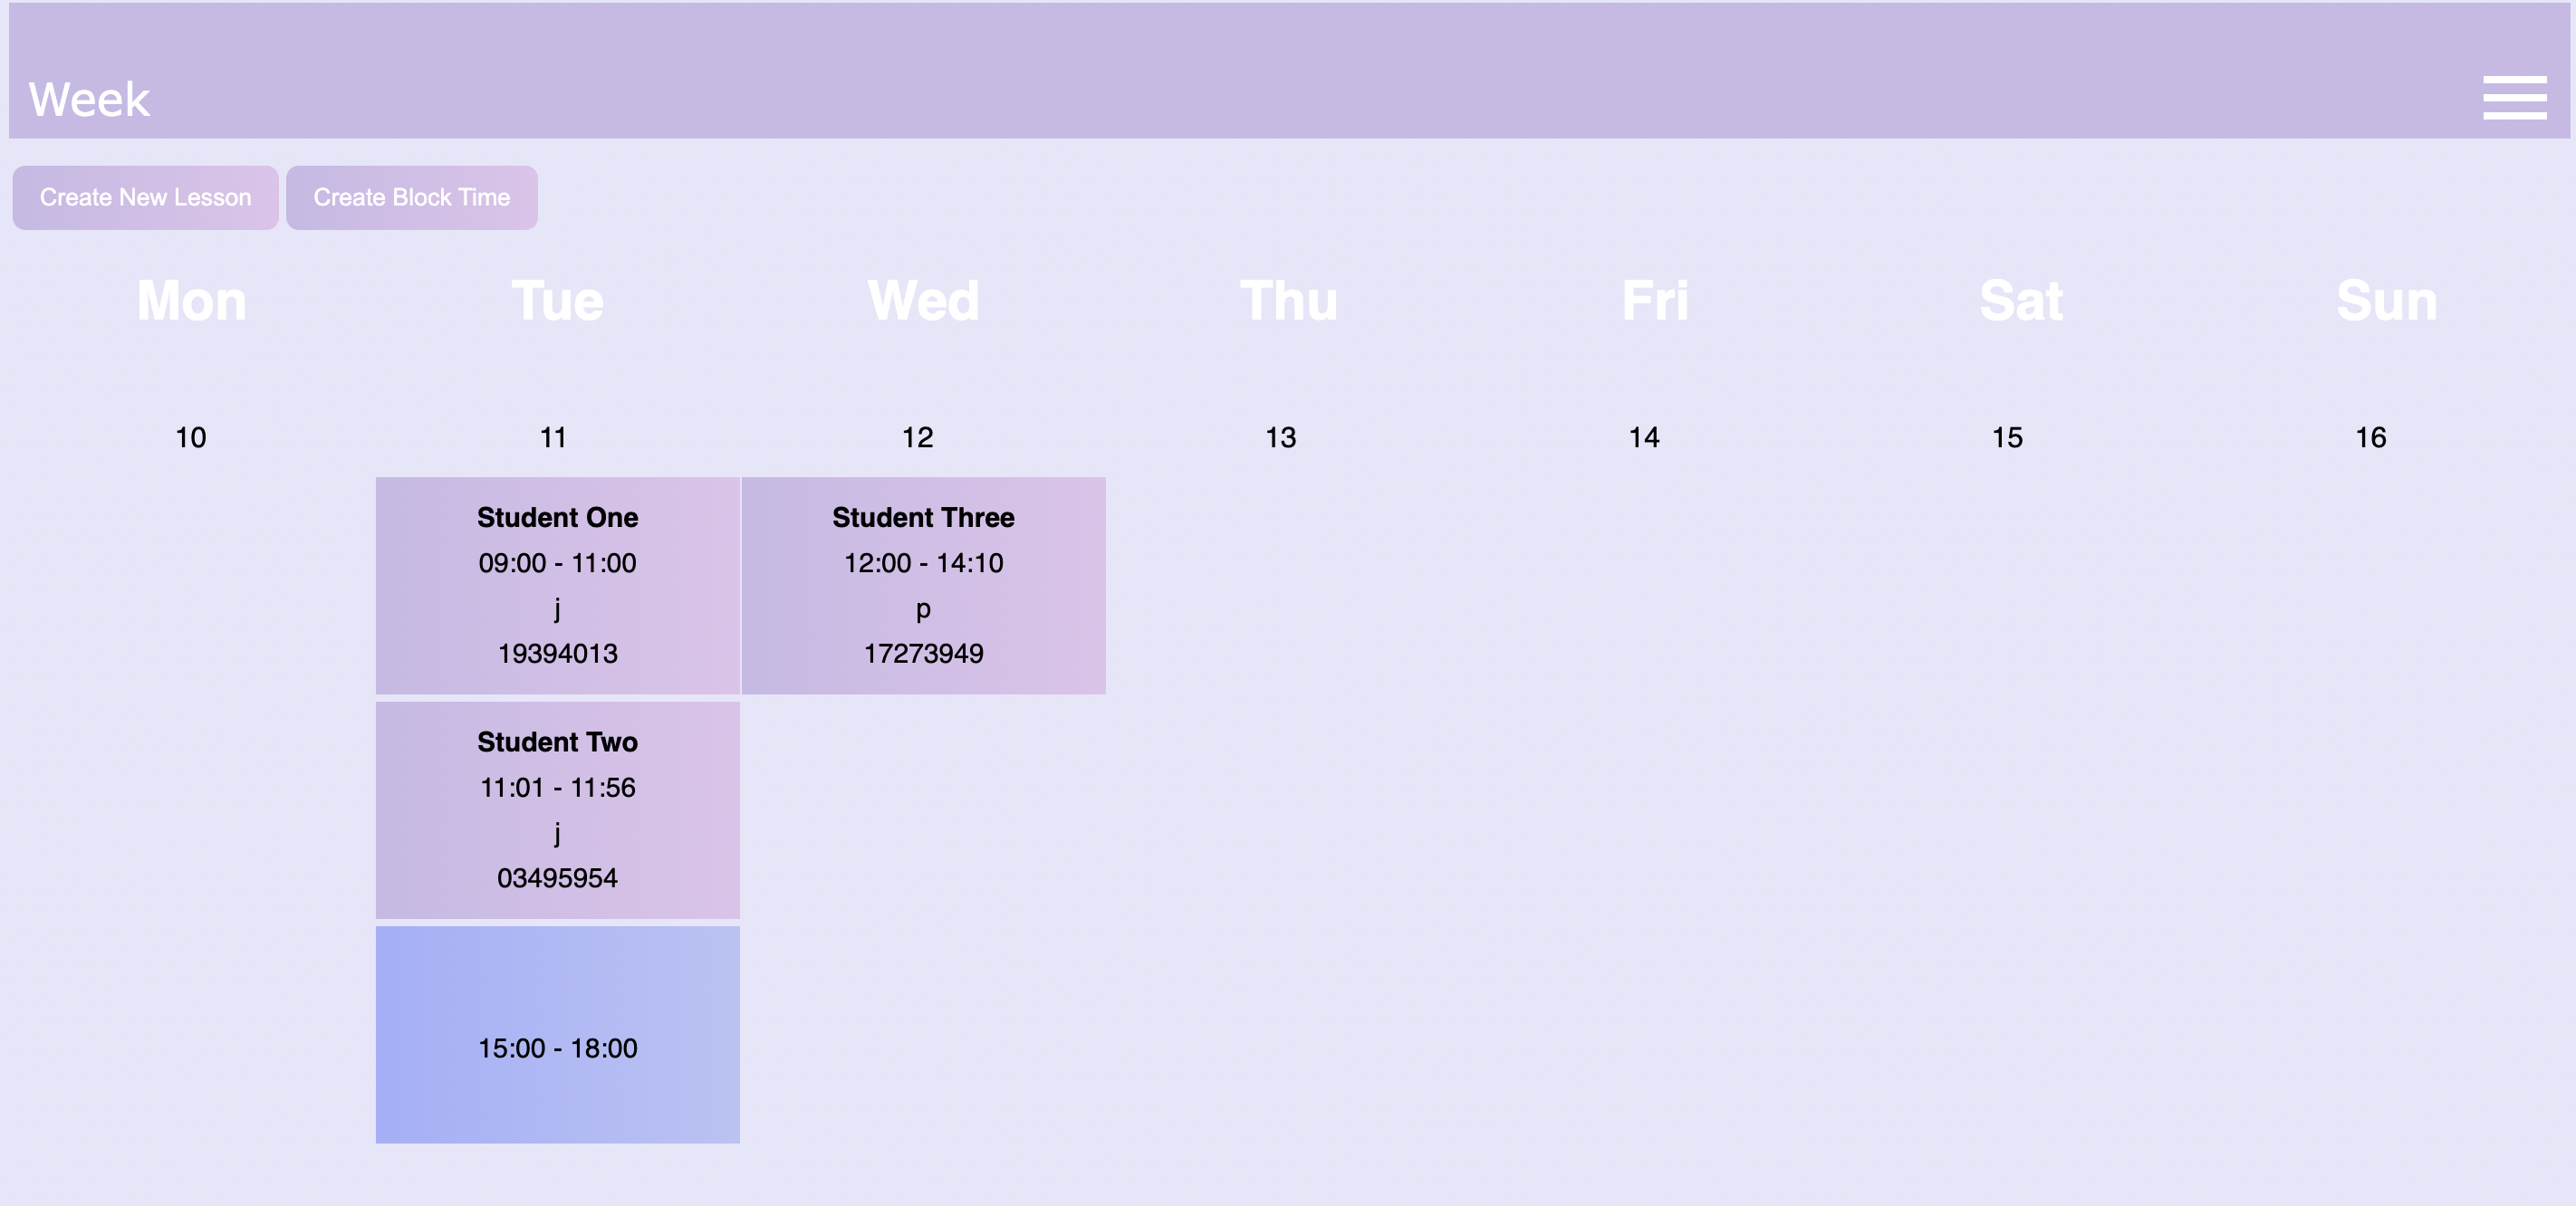 Week
Create New Lesson Create Block Time
Mon Tue Wed Thu Fri Sat Sun
10 11 12 13 14 15 16
Student One
09:00 - 11:00
j
19394013
Student Two
11:01 - 11:56
j
03495954
15:00 - 18:00
Student Three
12:00 - 14:10
p
17273949